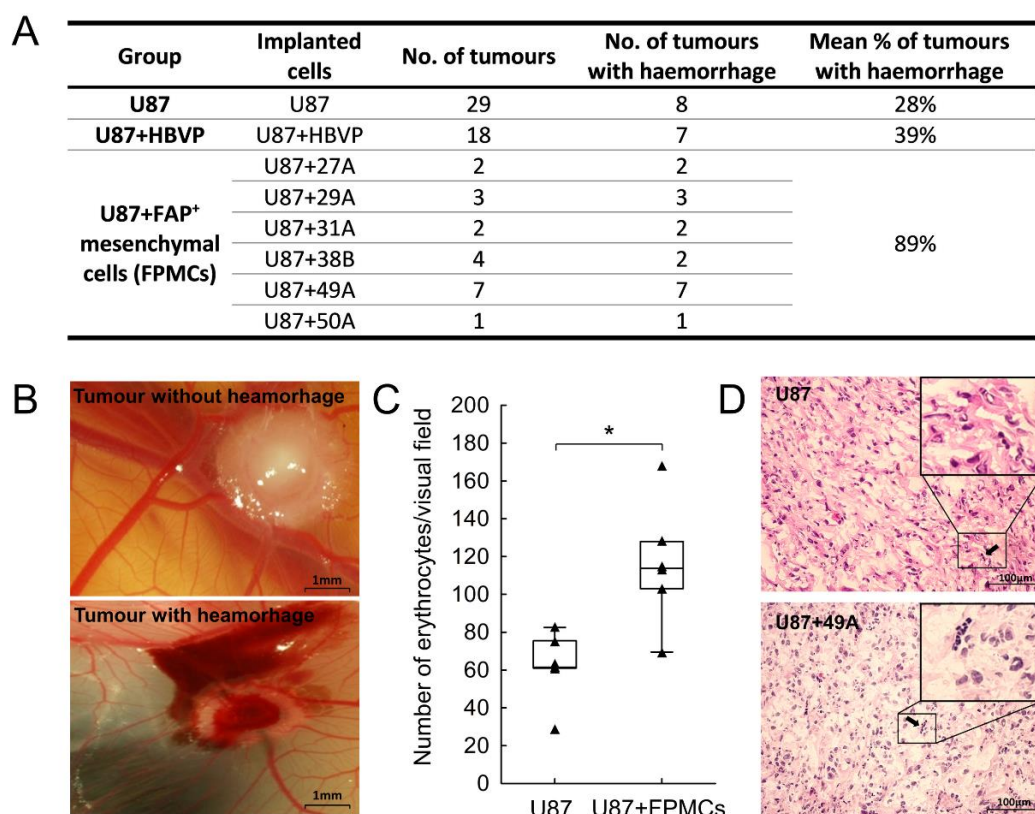 A
Group Implanted cells No. of tumours No. of tumours with haemorrhage Mean % of tumours with haemorrhage
U87 U87 29 8 28%
U87+HBVP U87+HBVP 18 7 39%
U87+FAP+ mesenchymal cells (FPMCs) U87+27A 2 2 89%
U87+29A 3 3
U87+31A 2 2
U87+38B 4 2
U87+49A 7 7
U87+50A 1 1
B
Tumour without heamorhage
1mm
Tumour with heamorhage
1mm
C
Number of erythrocytes/visual field
200
180
160
140
120
100
80
60
40
20
0
*
U87 U87+FPMCs
D
U87
100µm
U87+49A
100µm